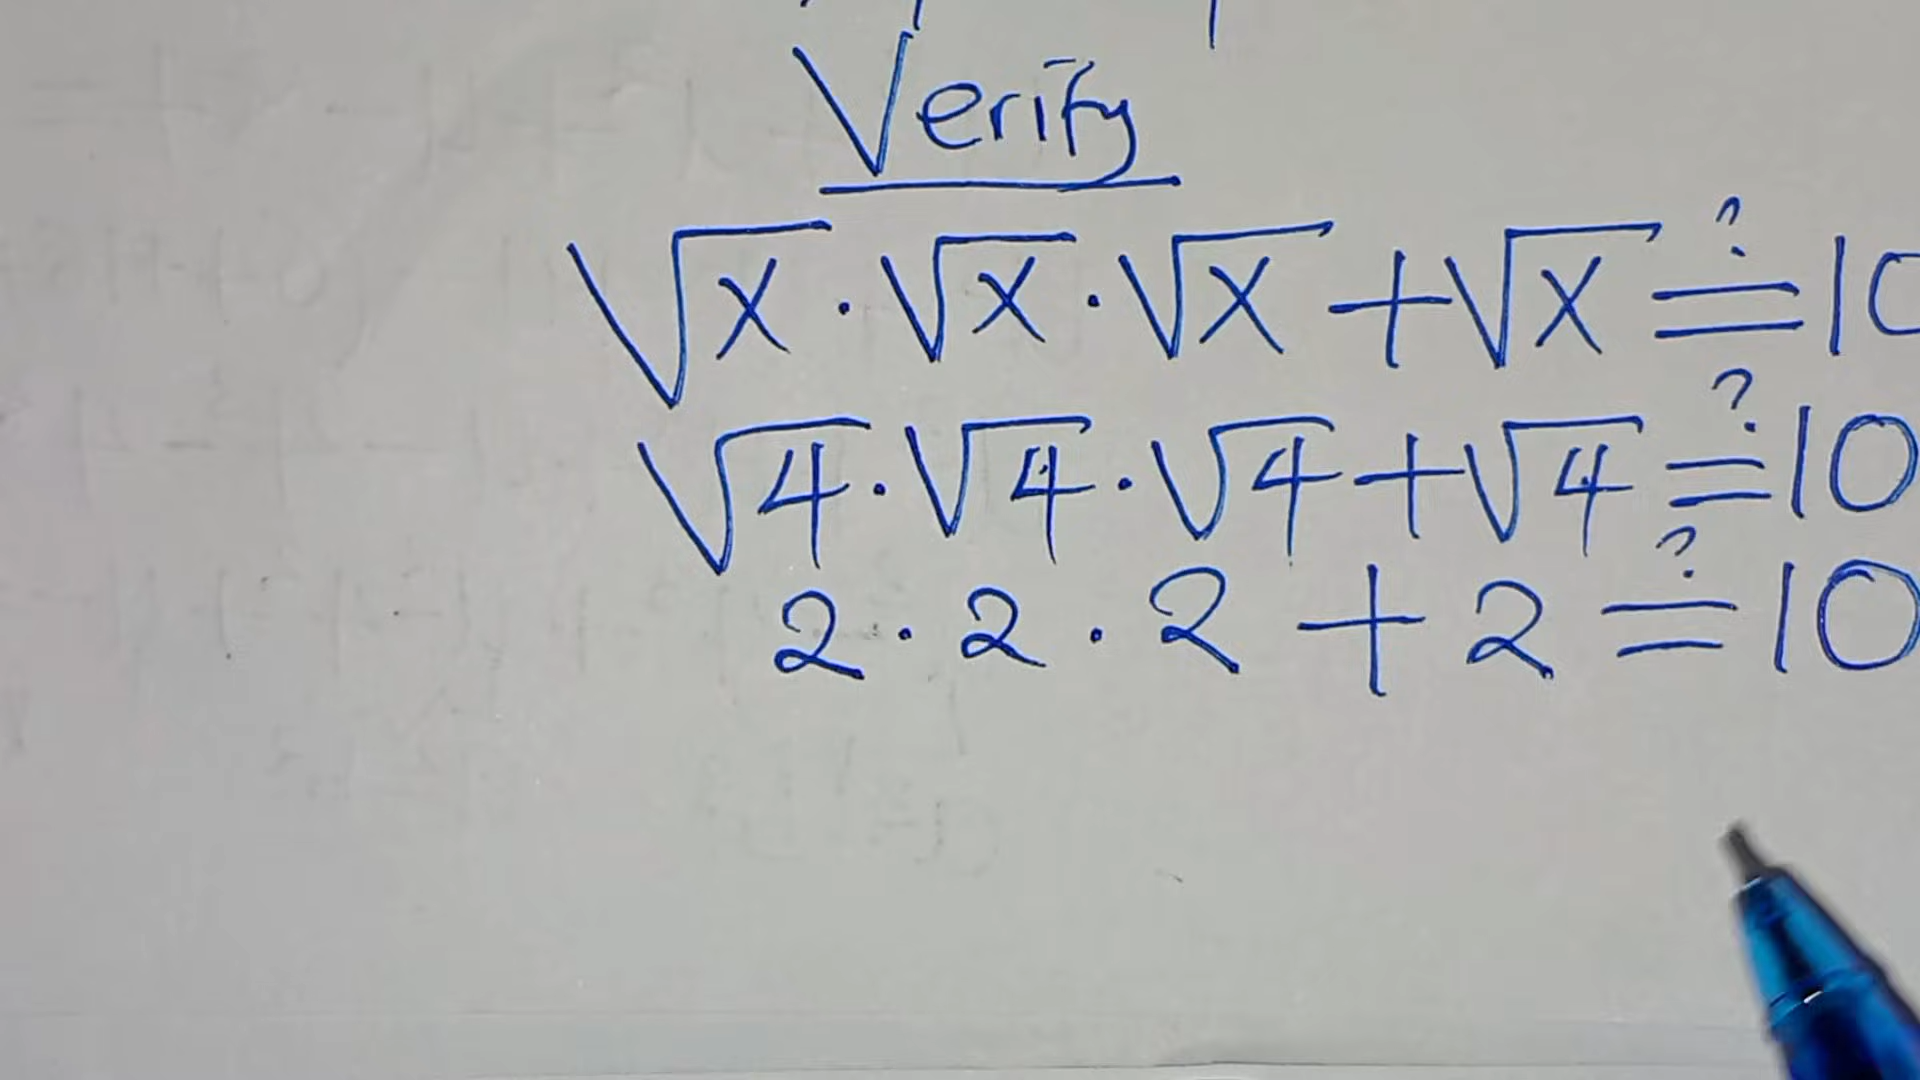 Verify
√x · √x · √x + √x ≟ 10
√4 · √4 · √4 + √4 ≟ 10
2 · 2 · 2 + 2 ≟ 10